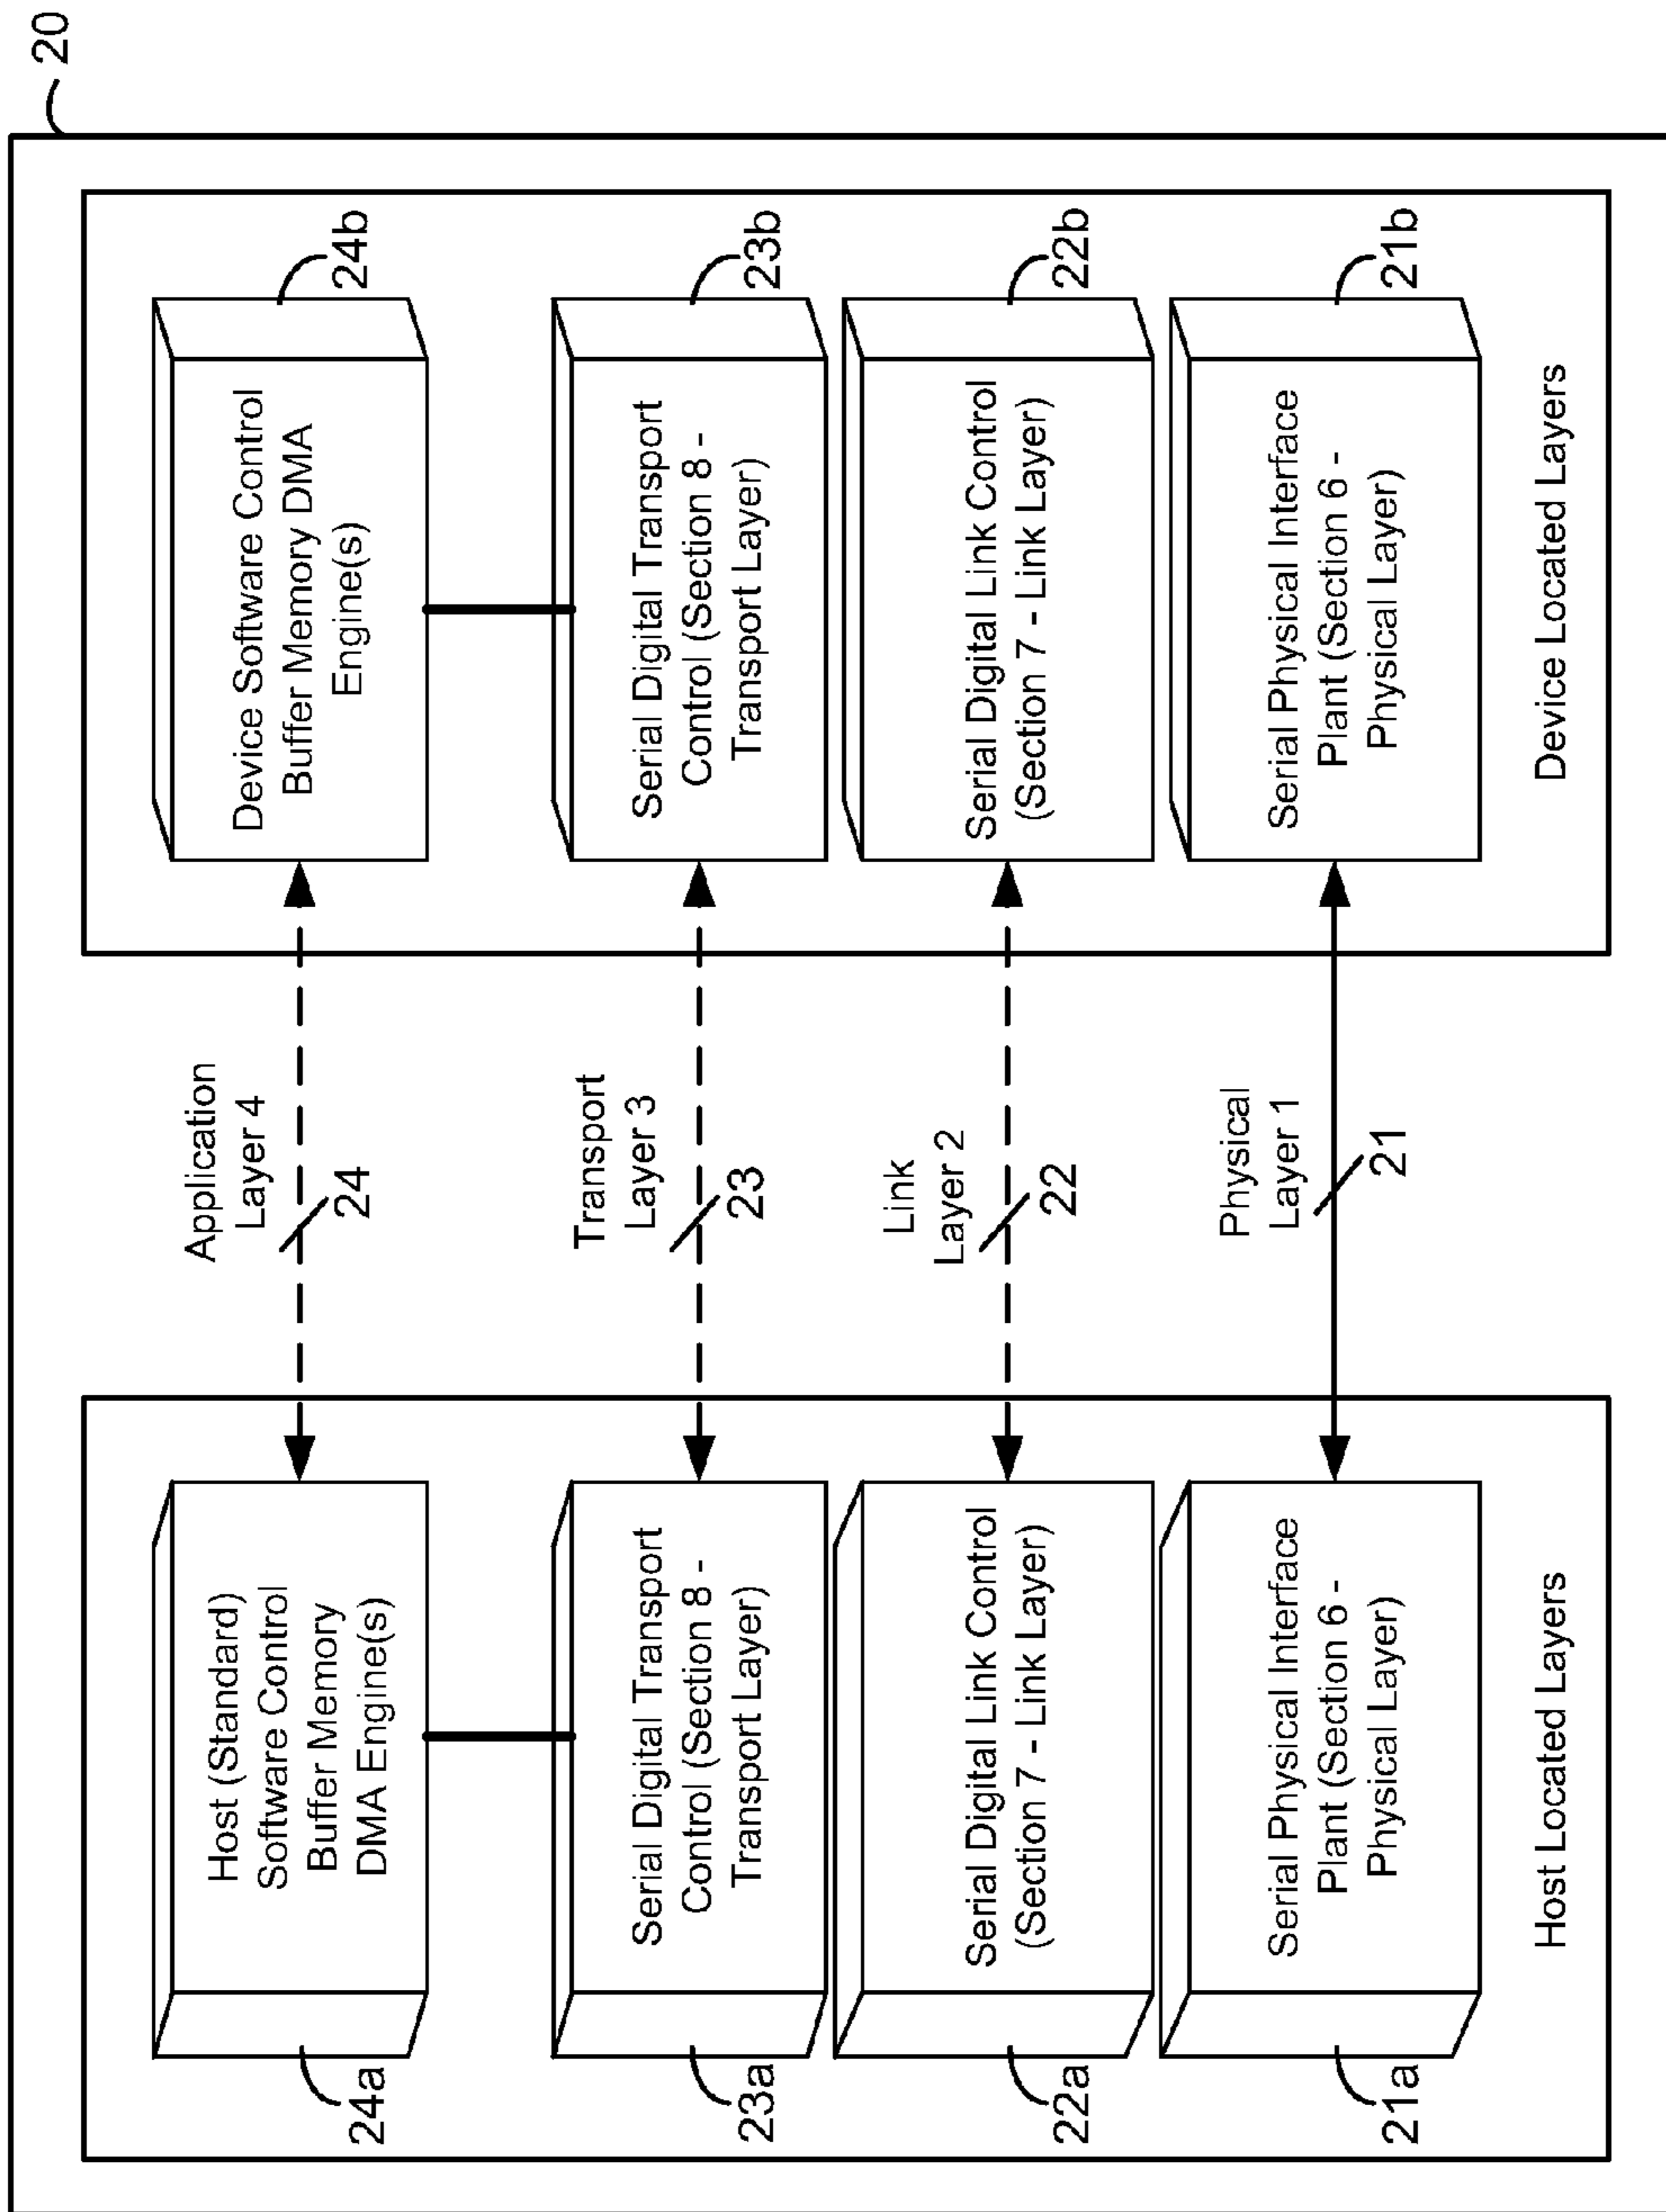 20
Host (Standard)
Software Control
Buffer Memory
DMA Engine(s)
24a
Application
Layer 4
24
Device Software Control
Buffer Memory DMA
Engine(s)
24b
Serial Digital Transport
Control (Section 8 -
Transport Layer)
23a
Transport
Layer 3
23
Serial Digital Transport
Control (Section 8 -
Transport Layer)
23b
Serial Digital Link Control
(Section 7 - Link Layer)
22a
Link
Layer 2
22
Serial Digital Link Control
(Section 7 - Link Layer)
22b
Serial Physical Interface
Plant (Section 6 -
Physical Layer)
21a
Physical
Layer 1
21
Serial Physical Interface
Plant (Section 6 -
Physical Layer)
21b
Host Located Layers
Device Located Layers